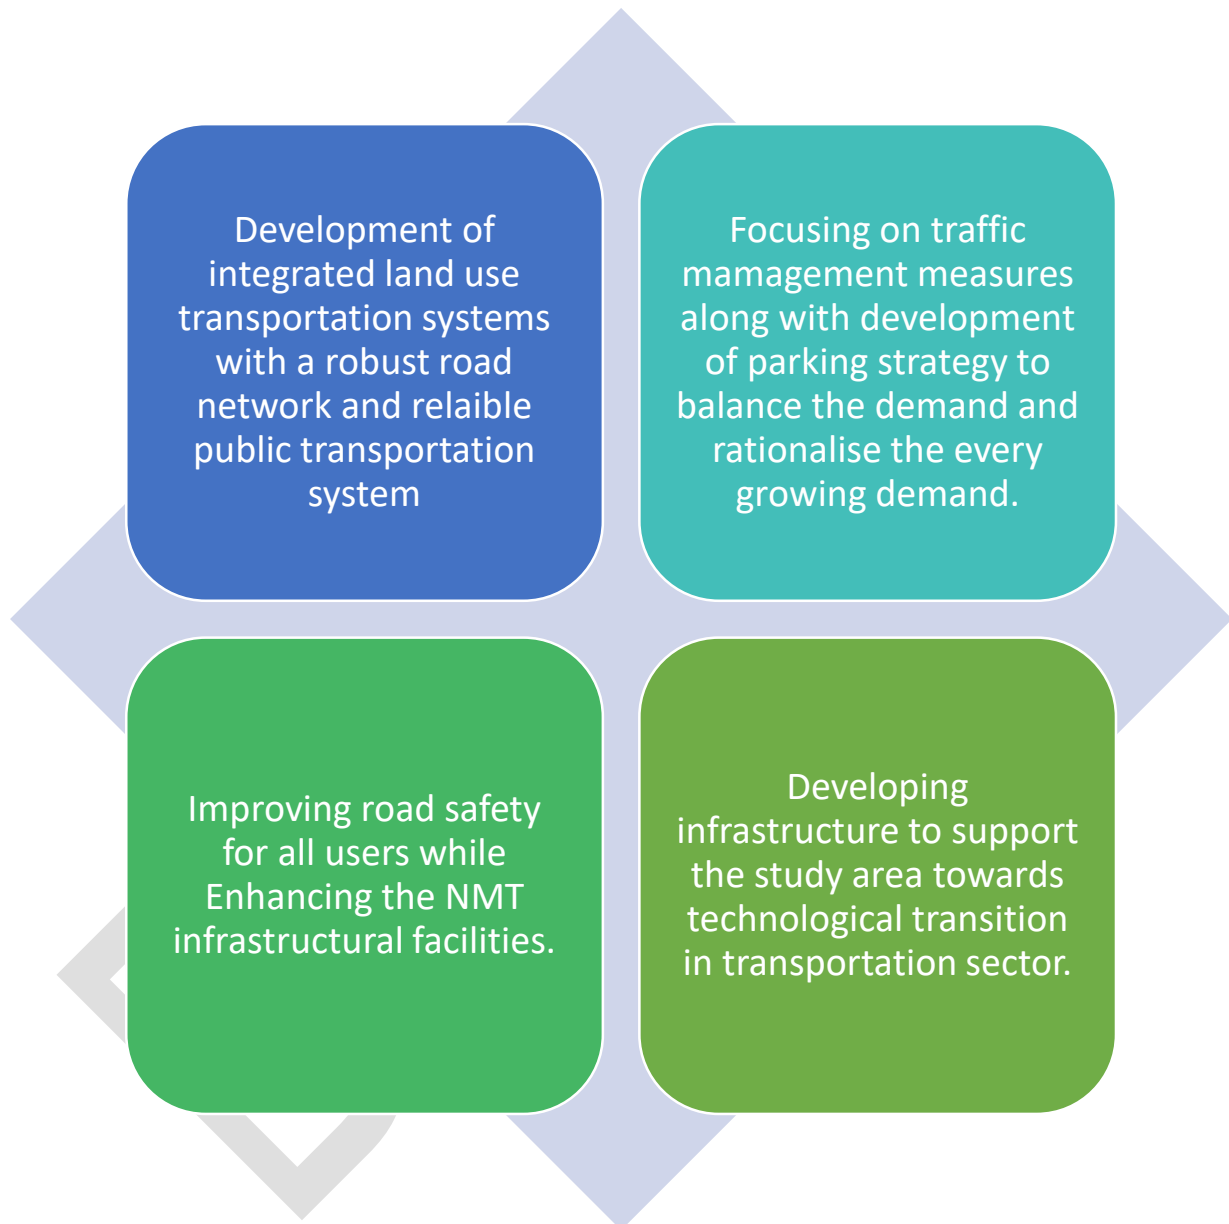 Development of
integrated land use
transportation systems
with a robust road
network and relaible
public transportation
system
Focusing on traffic
mamagement measures
along with development
of parking strategy to
balance the demand and
rationalise the every
growing demand.
Improving road safety
for all users while
Enhancing the NMT
infrastructural facilities.
Developing
infrastructure to support
the study area towards
technological transition
in transportation sector.